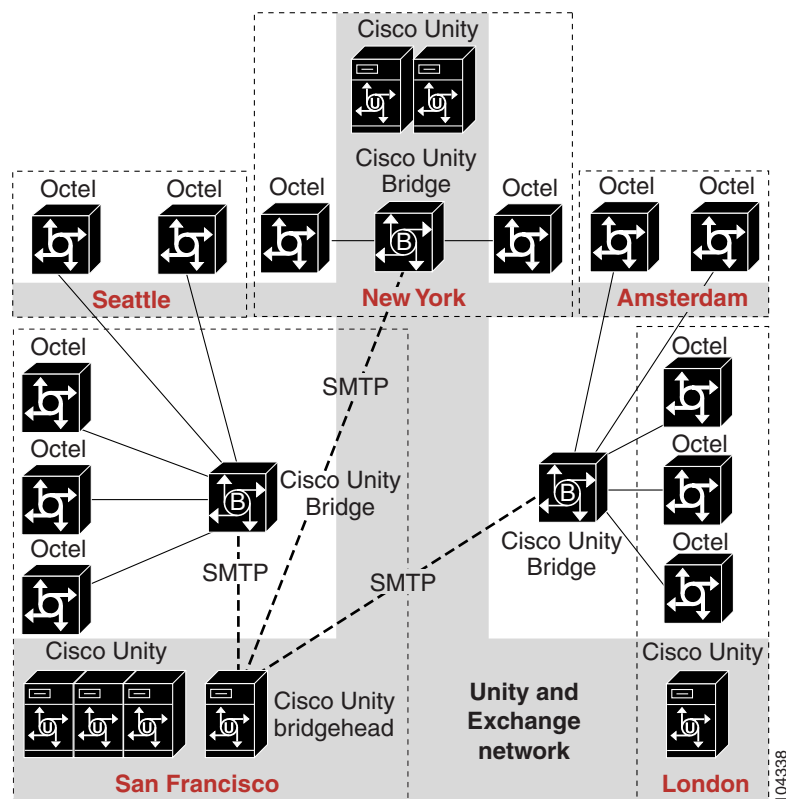 Cisco Unity
Cisco Unity
Bridge
Octel
Octel
Octel
Octel
Octel
Octel
B
Seattle
New York
Amsterdam
Octel
Octel
SMTP
Octel
Octel
B
Cisco Unity
Bridge
B
Octel
Octel
SMTP
SMTP
Cisco Unity
Bridge
Cisco Unity
Cisco Unity
U
U
U
U
U
U
U
Cisco Unity
bridgehead
Unity and
Exchange
network
San Francisco
London
104338